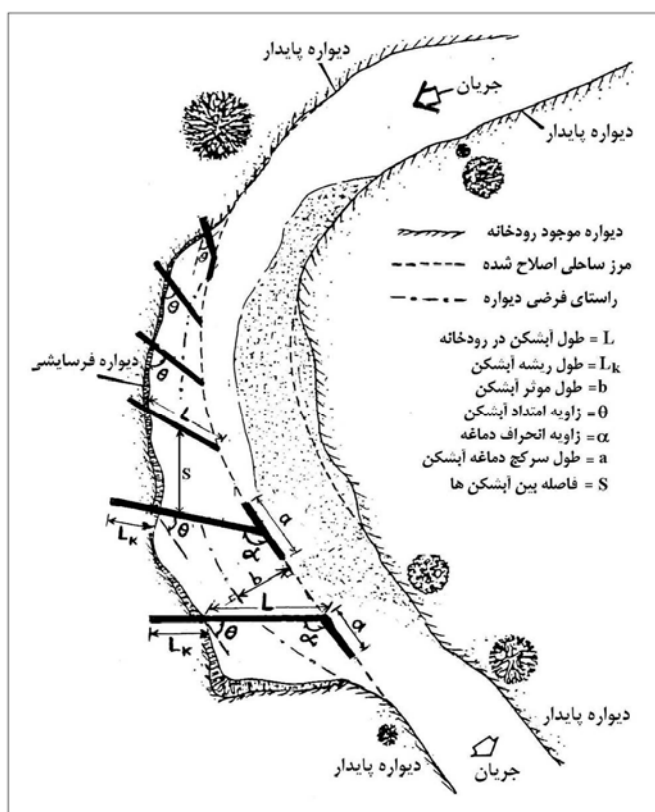 دیواره پایدار
جریان
دیواره پایدار
دیواره موجود رودخانه
مرز ساحلی اصلاح شده
راستای فرضی دیواره
L = طول آبشکن در رودخانه
Lk = طول ریشه آبشکن
b = طول موثر آبشکن
θ = زاویه امتداد آبشکن
α = زاویه انحراف دماغه
a = طول سرکج دماغه آبشکن
S = فاصله بین آبشکن ها
θ
θ
θ
دیواره فرسایشی
L
S
a
LK
θ
α
b
L
a
LK
θ
α
دیواره پایدار
دیواره پایدار
جریان